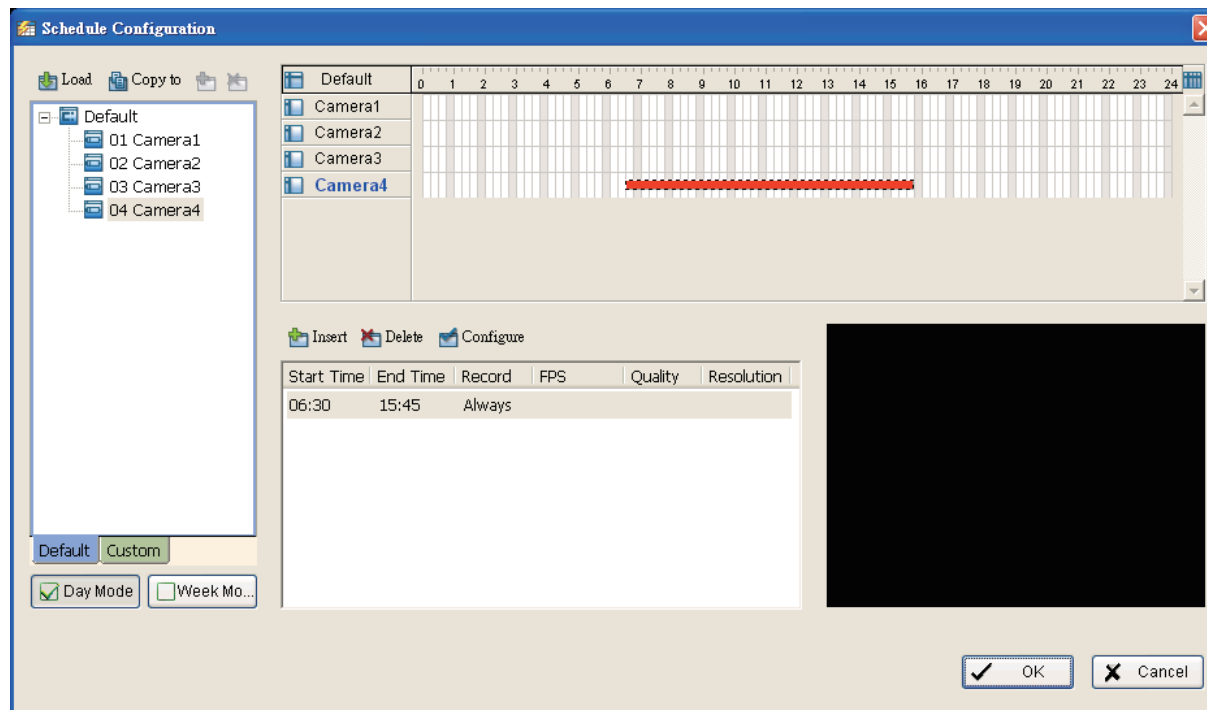 Schedule Configuration
Load Copy to
Default
01 Camera1
02 Camera2
03 Camera3
04 Camera4
Default Custom
Day Mode Week Mo...
Default 0 1 2 3 4 5 6 7 8 9 10 11 12 13 14 15 16 17 18 19 20 21 22 23 24
Camera1
Camera2
Camera3
Camera4
Insert Delete Configure
Start Time End Time Record FPS Quality Resolution
06:30 15:45 Always
OK Cancel